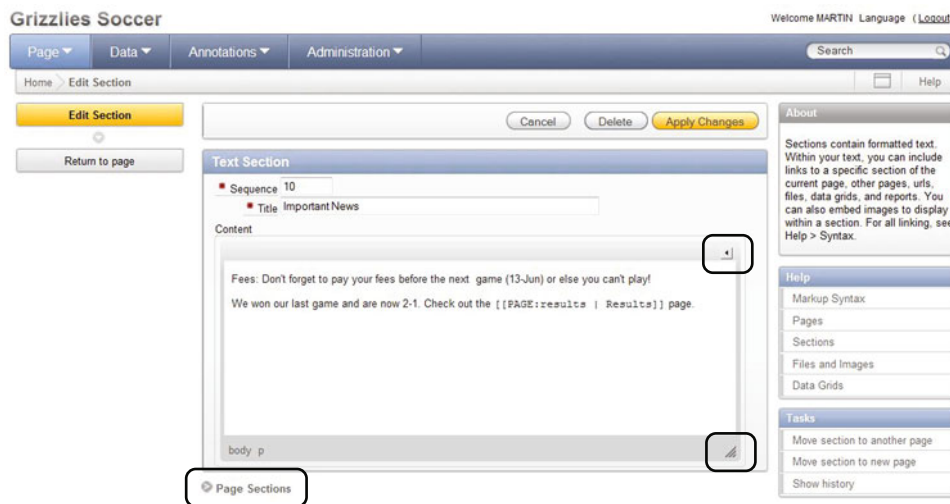 Grizzlies Soccer
Welcome MARTIN Language (Logout
Page Data Annotations Administration Search
Home Edit Section Help
Edit Section
Return to page
Cancel Delete Apply Changes
Text Section
Sequence 10
Title Important News
Content
Fees: Don't forget to pay your fees before the next game (13-Jun) or else you can't play!
We won our last game and are now 2-1. Check out the [[PAGE:results | Results]] page.
body p
Page Sections
About
Sections contain formatted text.
Within your text, you can include
links to a specific section of the
current page, other pages, urls,
files, data grids, and reports. You
can also embed images to display
within a section. For all linking, see
Help > Syntax.
Help
Markup Syntax
Pages
Sections
Files and Images
Data Grids
Tasks
Move section to another page
Move section to new page
Show history